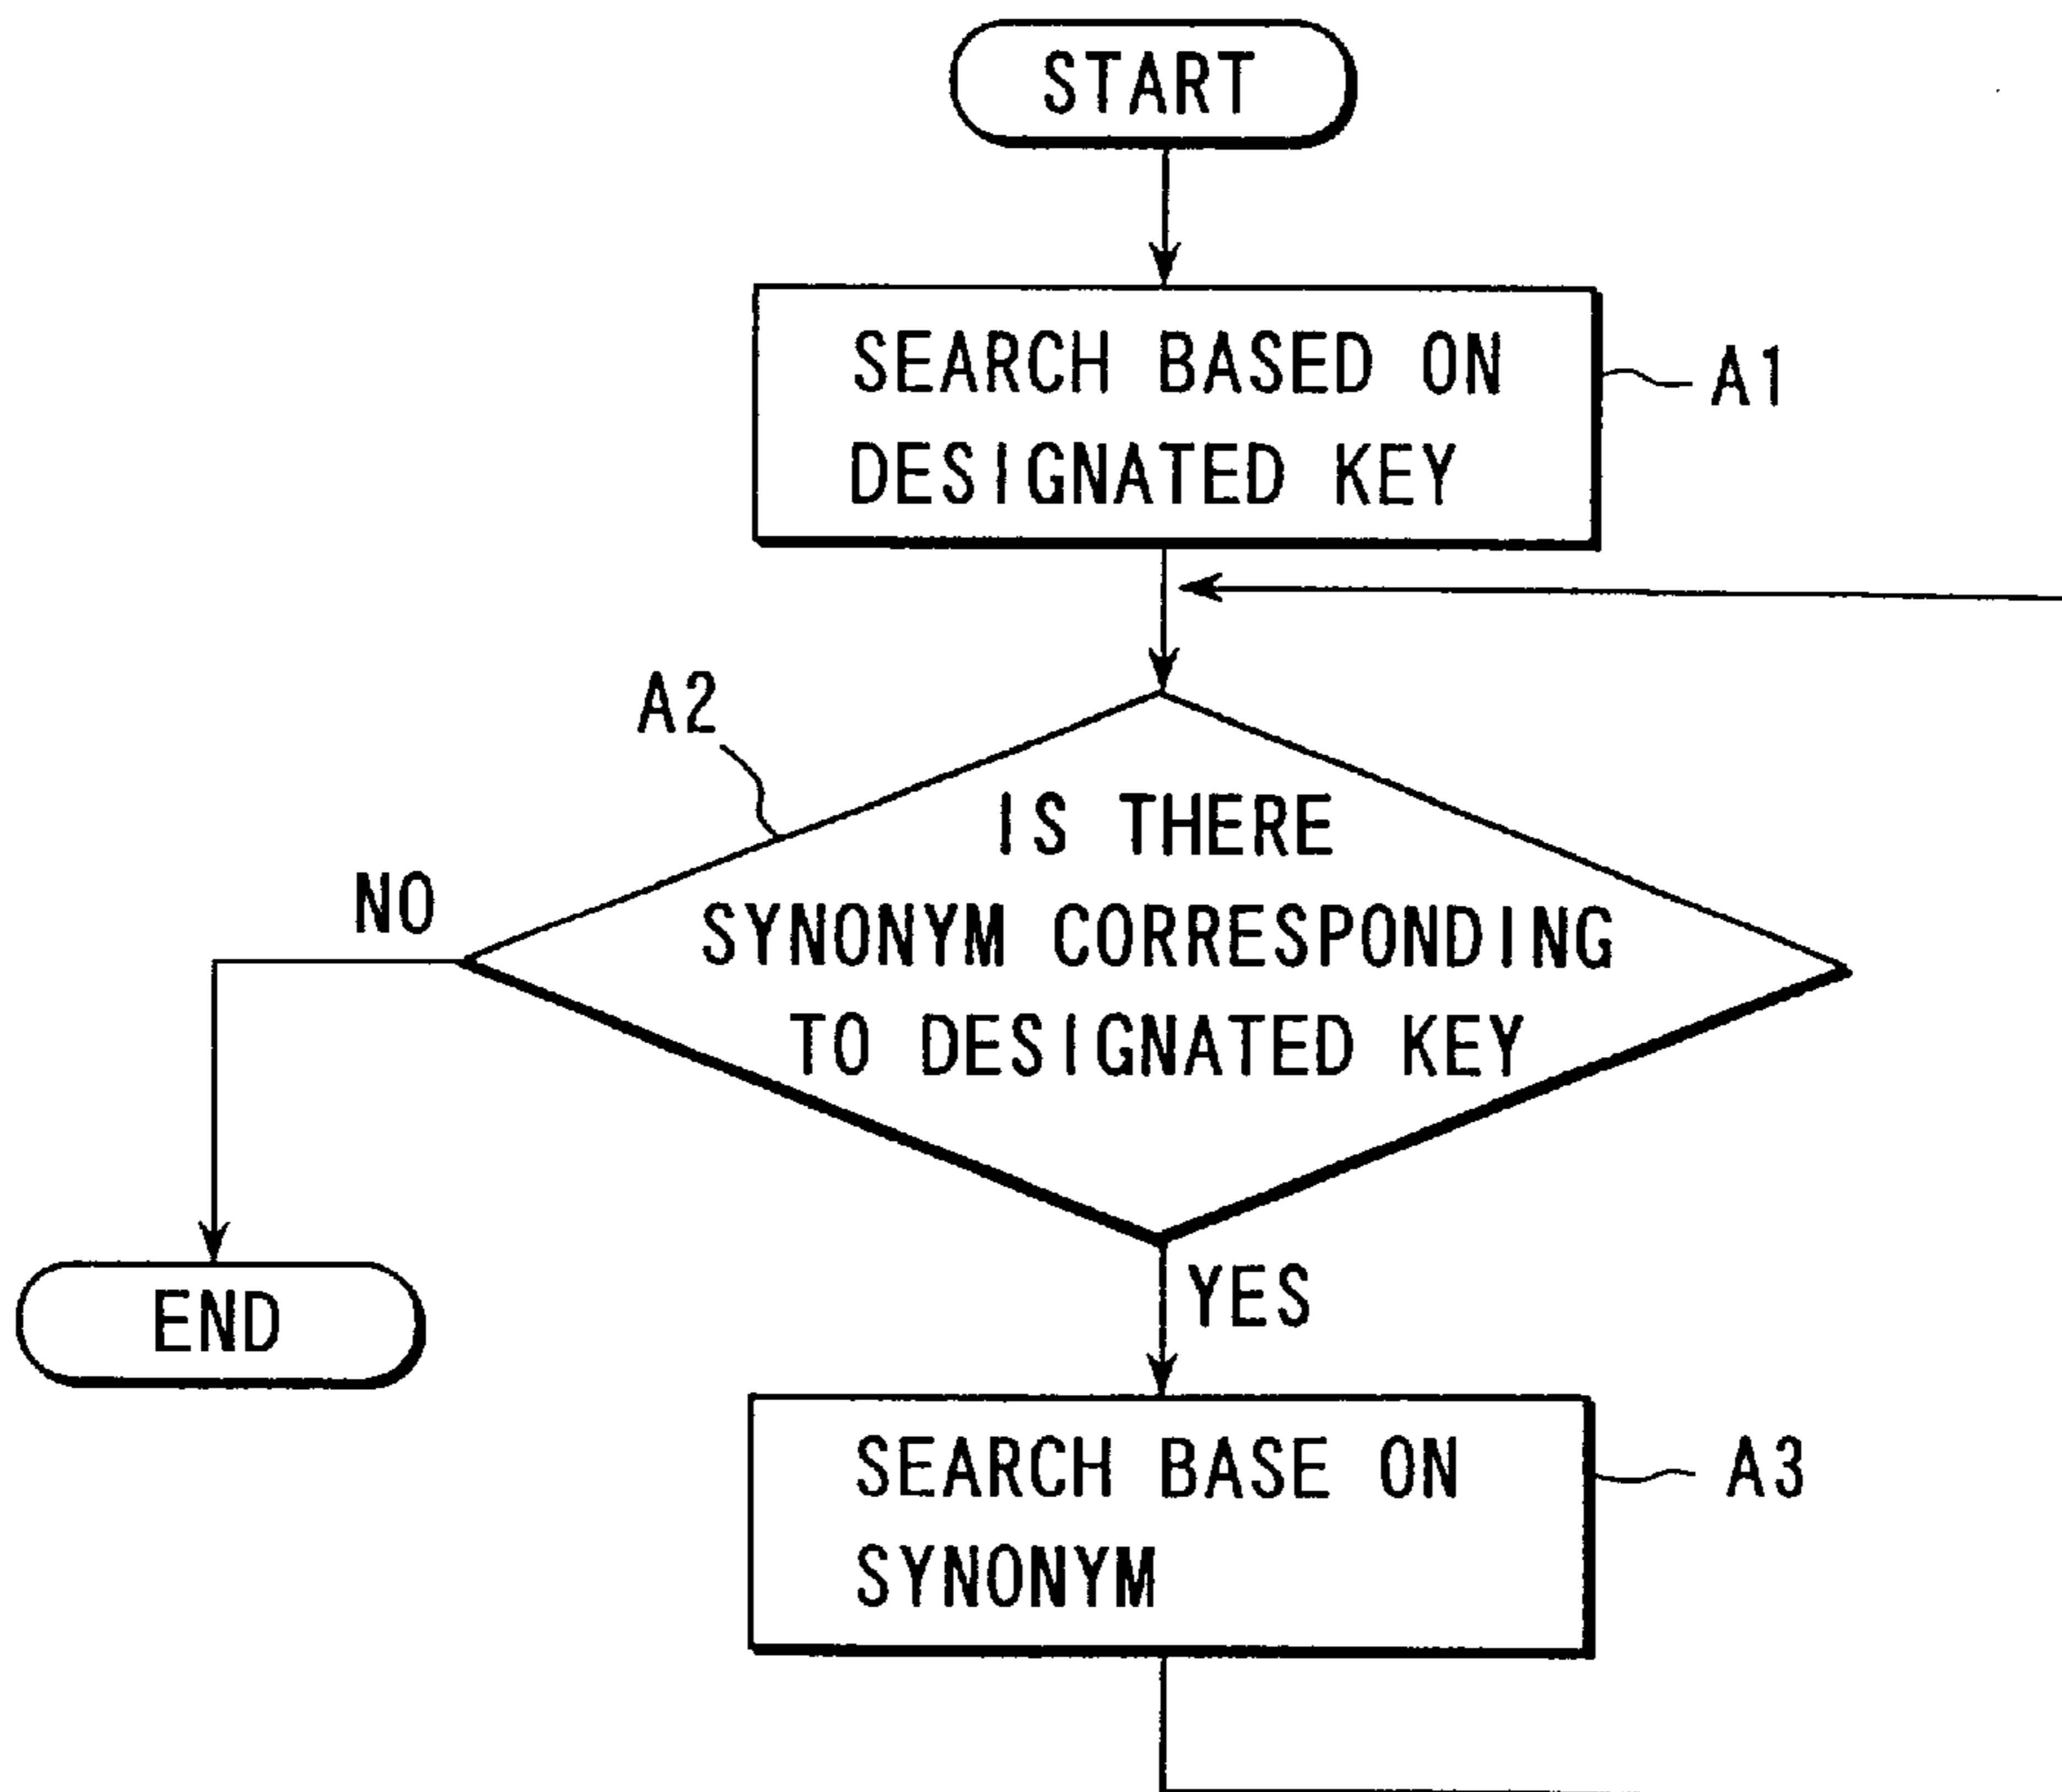 START
SEARCH BASED ON
DESIGNATED KEY
A1
A2
IS THERE
SYNONYM CORRESPONDING
TO DESIGNATED KEY
NO
END
YES
SEARCH BASE ON
SYNONYM
A3